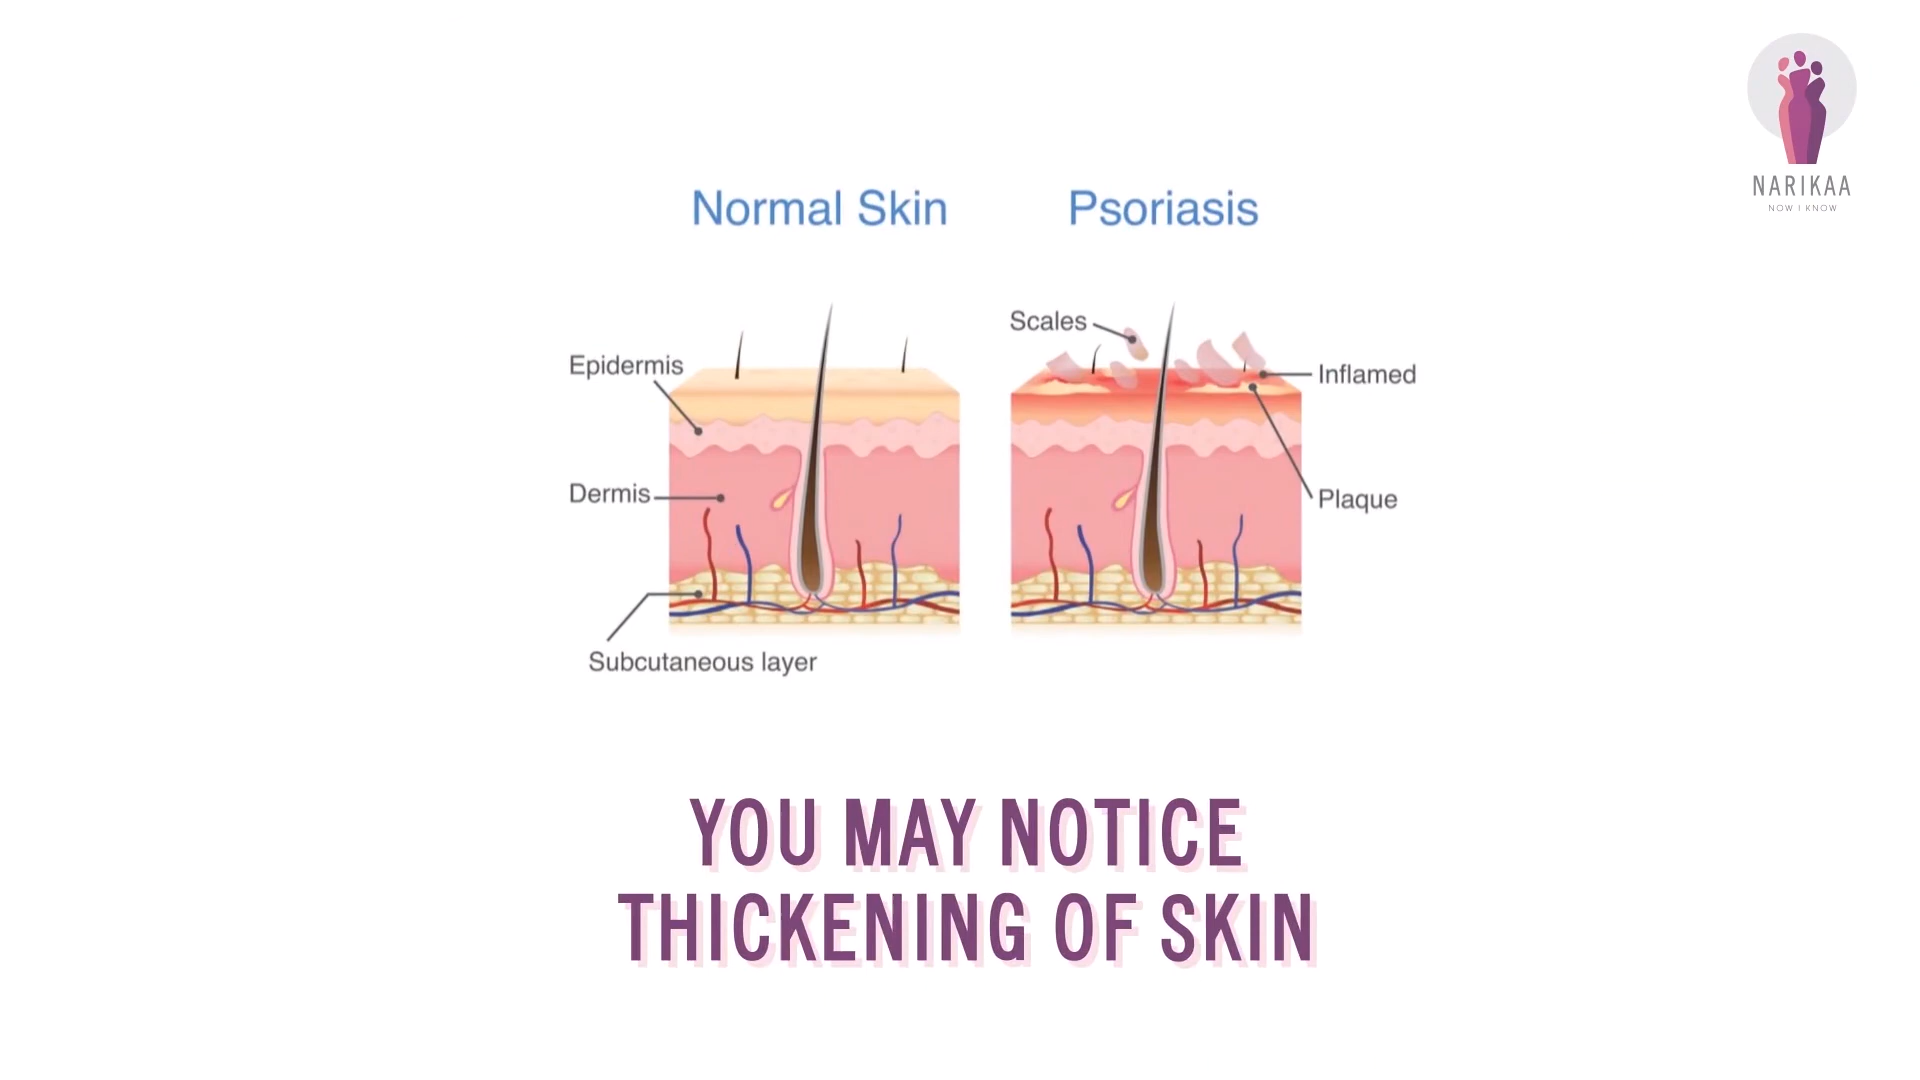 NARIKAA
NOW I KNOW
Normal Skin
Psoriasis
Scales
Epidermis
Inflamed
Dermis
Plaque
Subcutaneous layer
YOU MAY NOTICE
THICKENING OF SKIN